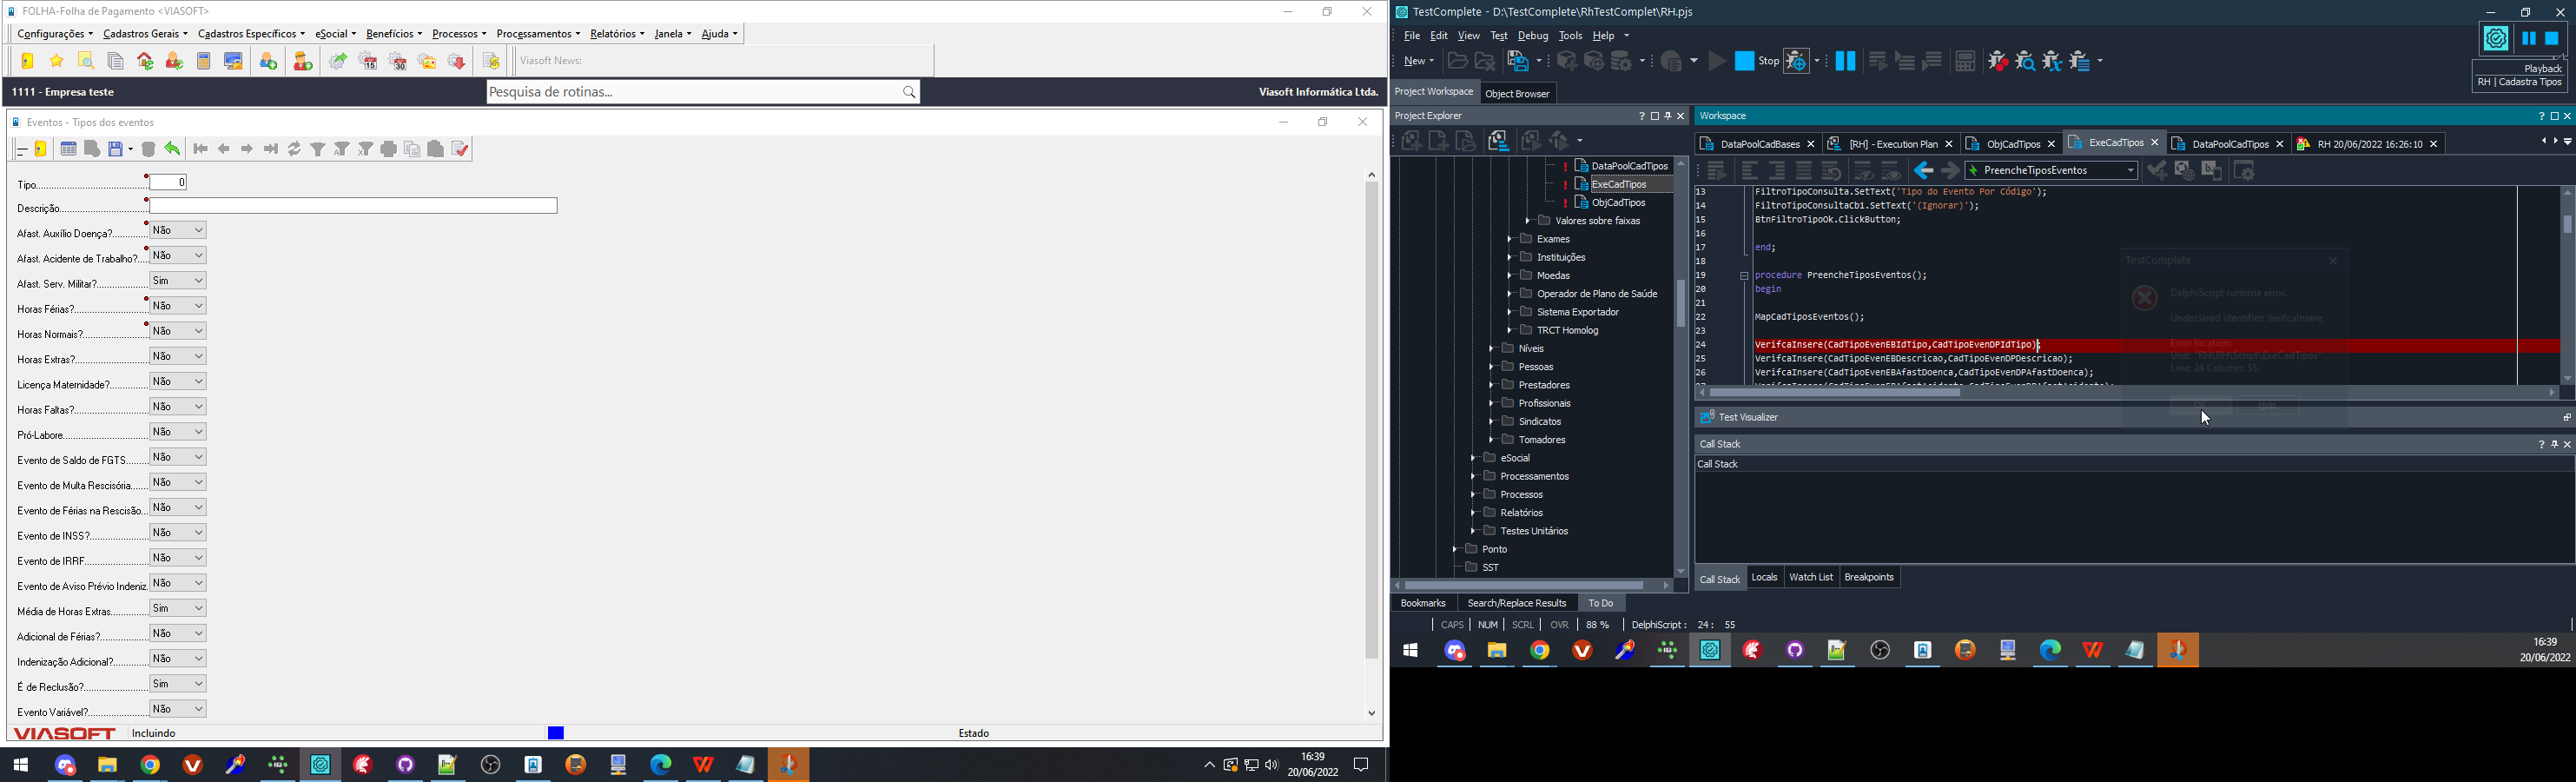 FOLHA-Folha de Pagamento <VIASOFT>
Configurações Cadastros Gerais Cadastros Específicos eSocial Benefícios Processos Processamentos Relatórios Janela Ajuda
Viasoft News:
1111 - Empresa teste
Pesquisa de rotinas...
Viasoft Informática Ltda.
Eventos - Tipos dos eventos
Tipo 0
Descrição
Afast. Auxílio Doença? Não
Afast. Acidente de Trabalho? Não
Afast. Serv. Militar? Sim
Horas Férias? Não
Horas Normais? Não
Horas Extras? Não
Licença Maternidade? Não
Horas Faltas? Não
Pró-Labore Não
Evento de Saldo de FGTS Não
Evento de Multa Rescisória Não
Evento de Férias na Rescisão... Não
Evento de INSS? Não
Evento de IRRF Não
Evento de Aviso Prévio Indeniz. Não
Média de Horas Extras Sim
Adicional de Férias? Não
Indenização Adicional? Não
É de Reclusão? Sim
Evento Variável? Não
VIASOFT Incluindo Estado
16:39
20/06/2022
TestComplete - D:\TestComplete\RhTestComplet\RH.pjs
File Edit View Test Debug Tools Help
New Stop
Playback
RH | Cadastra Tipos
Project Workspace Object Browser
Project Explorer
DataPoolCadTipos
ExeCadTipos
ObjCadTipos
Valores sobre faixas
Exames
Instituições
Moedas
Operador de Plano de Saúde
Sistema Exportador
TRCT Homolog
Níveis
Pessoas
Prestadores
Profissionais
Sindicatos
Tomadores
eSocial
Processamentos
Processos
Relatórios
Testes Unitários
Ponto
SST
Workspace
DataPoolCadBases [RH] - Execution Plan ObjCadTipos ExeCadTipos DataPoolCadTipos RH 20/06/2022 16:26:10
PreencheTiposEventos
13 FiltroTipoConsulta.SetText('Tipo do Evento Por Código');
14 FiltroTipoConsultaCb1.SetText('(Ignorar)');
15 BtnFiltroTipoOk.ClickButton;
16
17 end;
18
19 procedure PreencheTiposEventos();
20 begin
21
22 MapCadTiposEventos();
23
24 VerifcaInsere(CadTipoEvenEBIdTipo,CadTipoEvenDPIdTipo);
25 VerifcaInsere(CadTipoEvenEBDescricao,CadTipoEvenDPDescricao);
26 VerifcaInsere(CadTipoEvenEBAfastDoenca,CadTipoEvenDPAfastDoenca);
TestComplete
DelphiScript runtime error.
Undeclared identifier: VerifcaInsere
Error location:
Unit: "RH\RH\Script\ExeCadTipos"
Line: 24 Column: 55.
Test Visualizer
Call Stack
Call Stack
Call Stack Locals Watch List Breakpoints
Bookmarks Search/Replace Results To Do
CAPS NUM SCRL OVR 88 % DelphiScript: 24: 55
16:39
20/06/2022